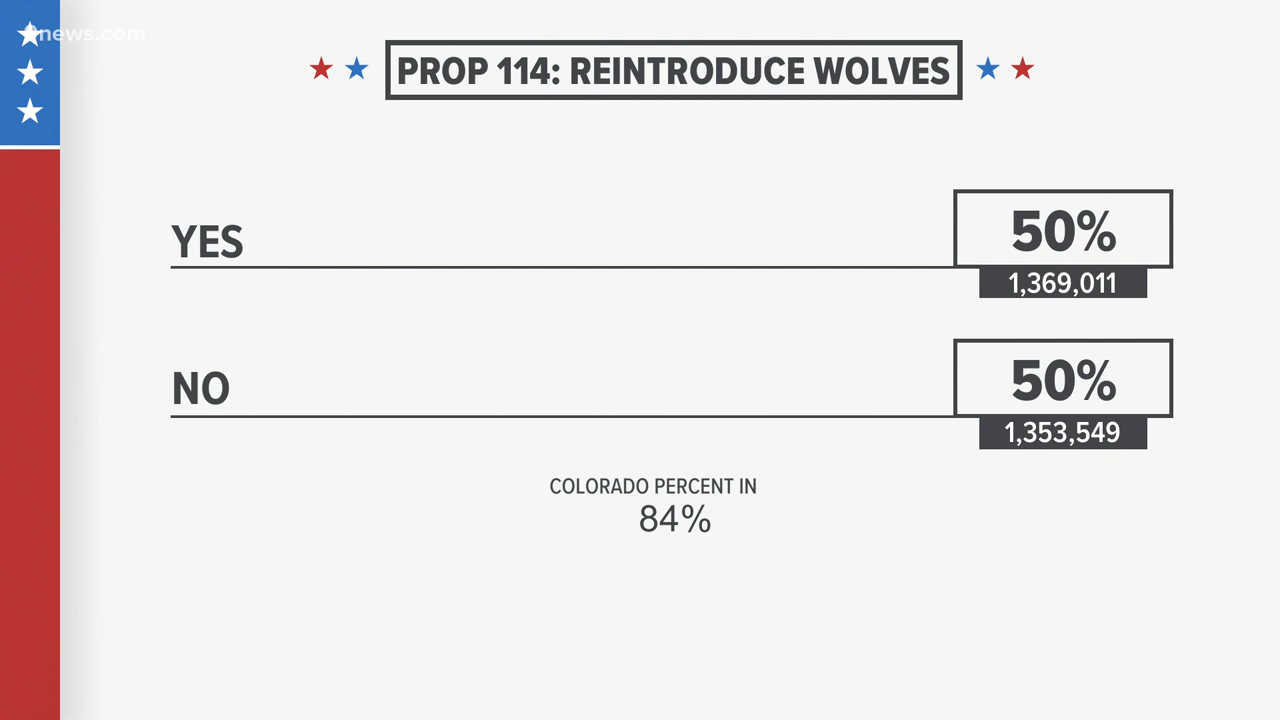 9news.com
PROP 114: REINTRODUCE WOLVES
YES
50%
1,369,011
NO
50%
1,353,549
COLORADO PERCENT IN
84%